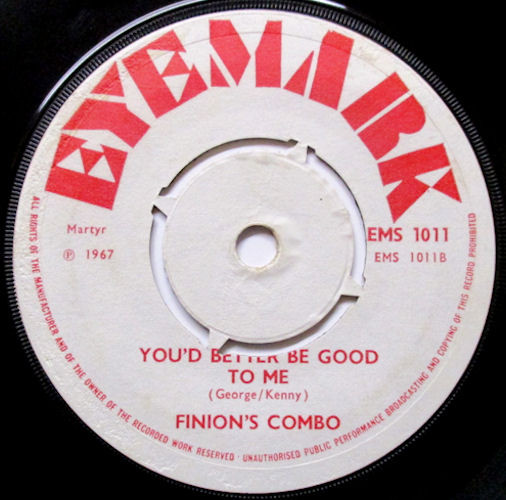 EYEMARK
Martyr
Ⓟ 1967
EMS 1011
EMS 1011B
YOU'D BETTER BE GOOD
TO ME
(George/Kenny)
FINION'S COMBO
ALL RIGHTS OF THE MANUFACTURER AND OF THE OWNER OF THE RECORDED WORK RESERVED · UNAUTHORISED PUBLIC PERFORMANCE BROADCASTING AND COPYING OF THIS RECORD PROHIBITED